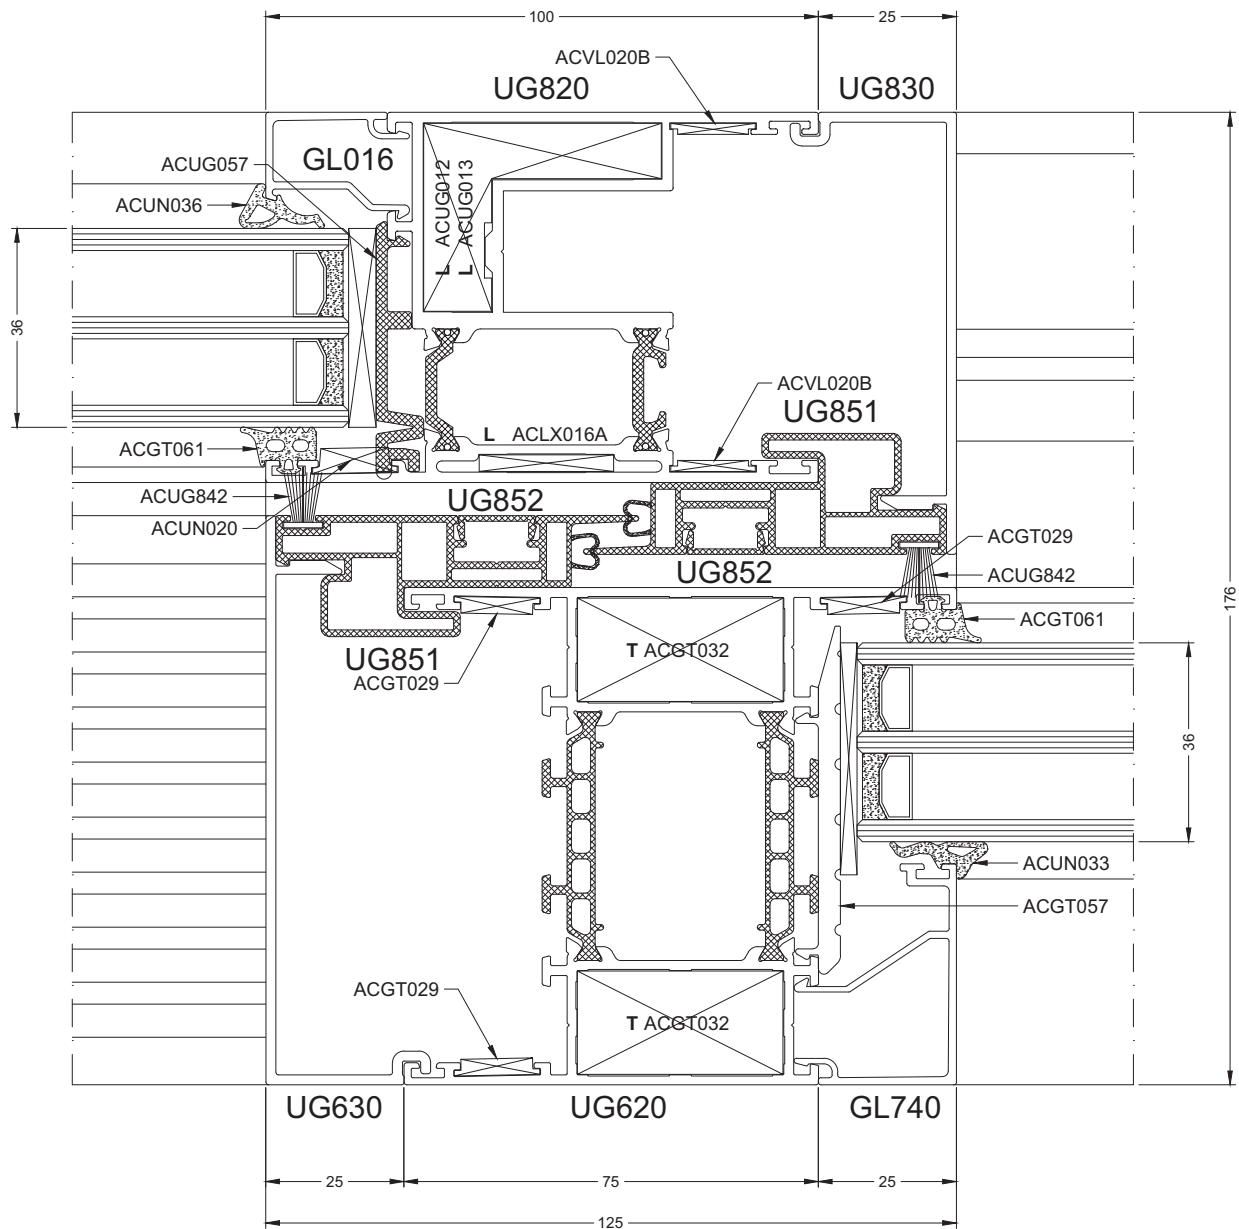 100
25
ACVL020B
UG820
UG830
ACUG057
GL016
L ACUG012
L ACUG013
ACUN036
36
ACVL020B
UG851
L ACLX016A
ACGT061
ACUG842
UG852
ACUN020
ACGT029
UG852
ACUG842
176
ACGT061
T ACGT032
UG851
ACGT029
36
ACUN033
ACGT057
ACGT029
T ACGT032
UG630
UG620
GL740
25
75
25
125